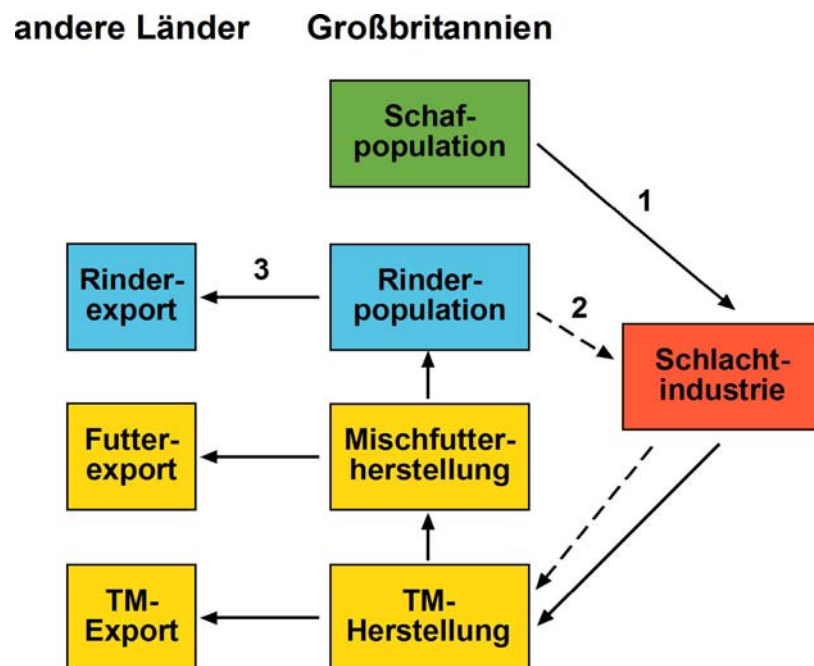 andere Länder Großbritannien
Schaf-
population
1
Rinder-
export
3
Rinder-
population
2
Schlacht-
industrie
Futter-
export
Mischfutter-
herstellung
TM-
Export
TM-
Herstellung